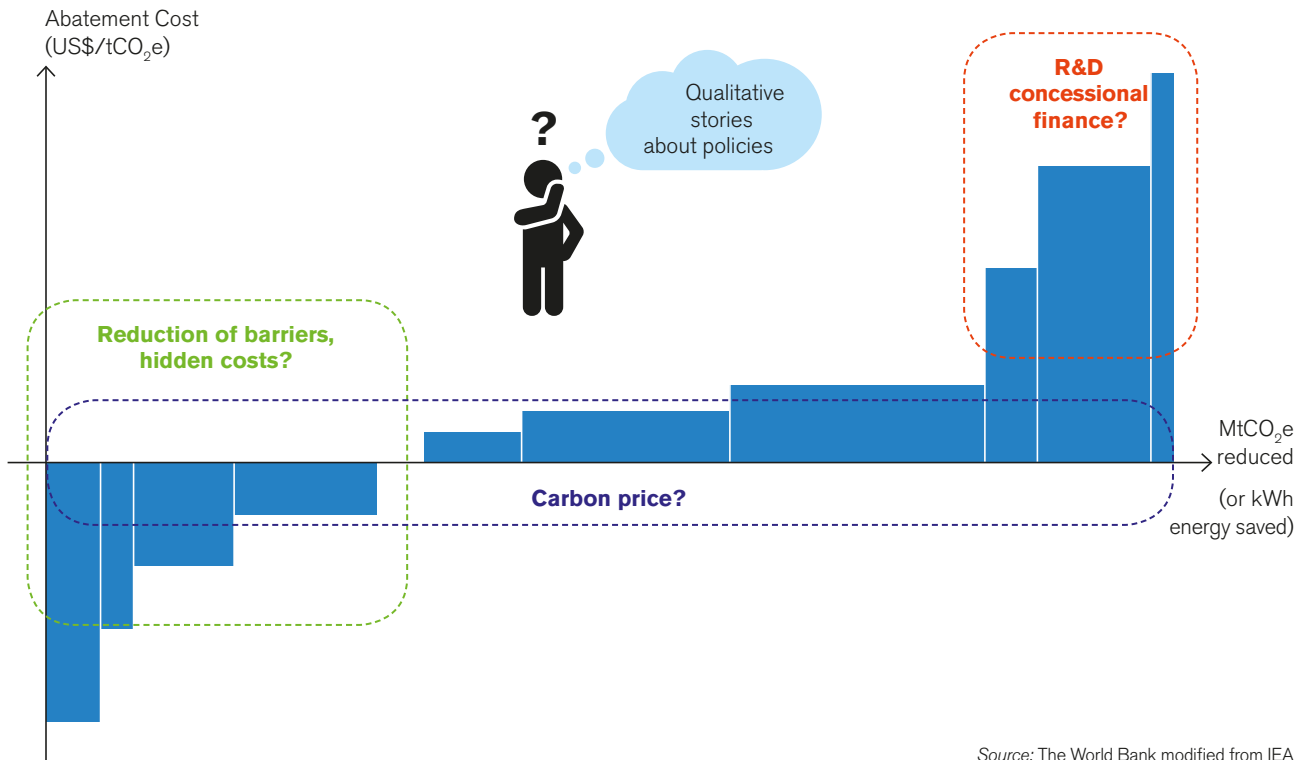 Abatement Cost
(US$/tCO₂e)
R&D
concessional
finance?
Qualitative
stories
about policies
?
Reduction of barriers,
hidden costs?
MtCO₂e
reduced
(or kWh
energy saved)
Carbon price?
Source: The World Bank modified from IEA